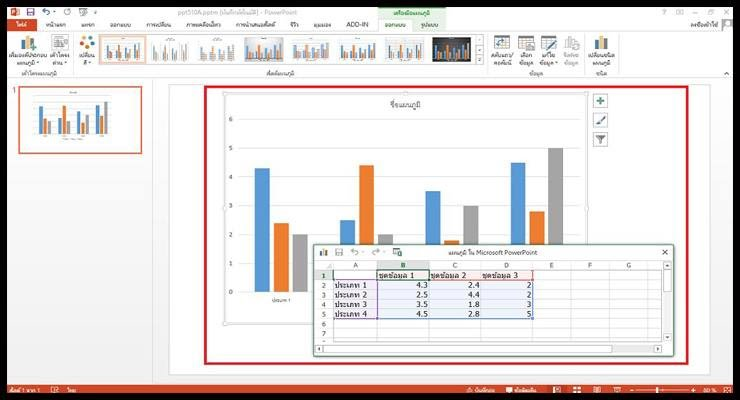 ppt510A.pptm [บันทึกอัตโนมัติ] - PowerPoint
เครื่องมือแผนภูมิ
ไฟล์ หน้าแรก แทรก ออกแบบ การเปลี่ยน ภาพเคลื่อนไหว การนำเสนอสไลด์ รีวิว มุมมอง ADD-IN ออกแบบ รูปแบบ ลงชื่อเข้าใช้
เพิ่มองค์ประกอบแผนภูมิ
เค้าโครงด่วน
เปลี่ยนสี
สลับแถว/คอลัมน์
เลือกข้อมูล
แก้ไขข้อมูล
รีเฟรชข้อมูล
เปลี่ยนชนิดแผนภูมิ
เค้าโครงแผนภูมิ
สไตล์แผนภูมิ
ข้อมูล
ชนิด
1
ชื่อแผนภูมิ
6
5
4
3
2
1
0
ประเภท 1
แผนภูมิ ใน Microsoft PowerPoint
A B C D E F G
1 ชุดข้อมูล 1 ชุดข้อมูล 2 ชุดข้อมูล 3
2 ประเภท 1 4.3 2.4 2
3 ประเภท 2 2.5 4.4 2
4 ประเภท 3 3.5 1.8 3
5 ประเภท 4 4.5 2.8 5
6
7
สไลด์ 1 จาก 1 ไทย บันทึกย่อ ข้อคิดเห็น 80 %